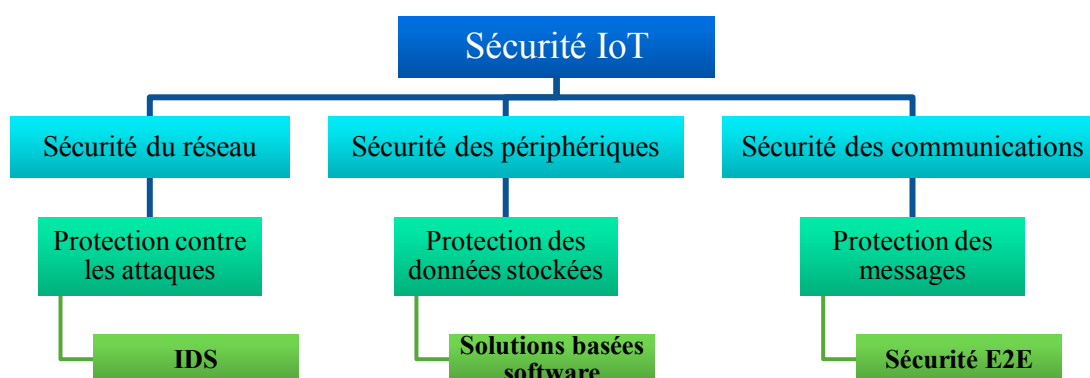 Sécurité IoT
Sécurité du réseau
Sécurité des périphériques
Sécurité des communications
Protection contre
les attaques
Protection des
données stockées
Protection des
messages
IDS
Solutions basées
software
Sécurité E2E